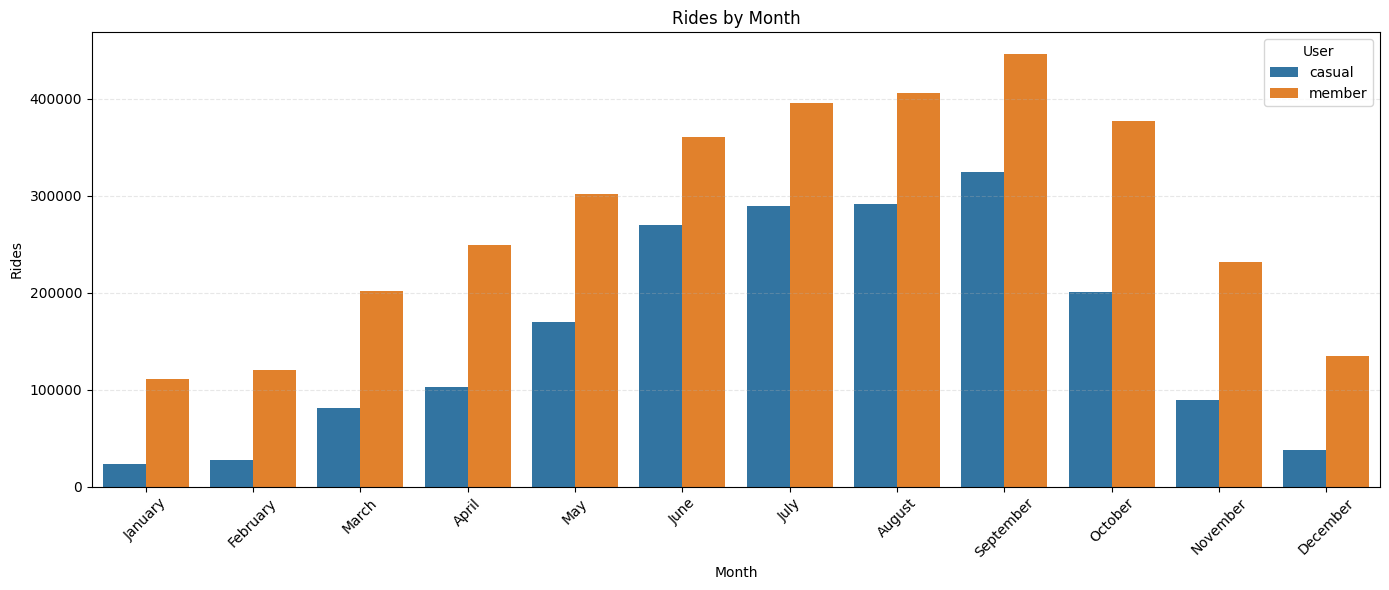 Rides by Month
User
casual
member
400000
300000
200000
100000
0
Rides
January
February
March
April
May
June
July
August
September
October
November
December
Month